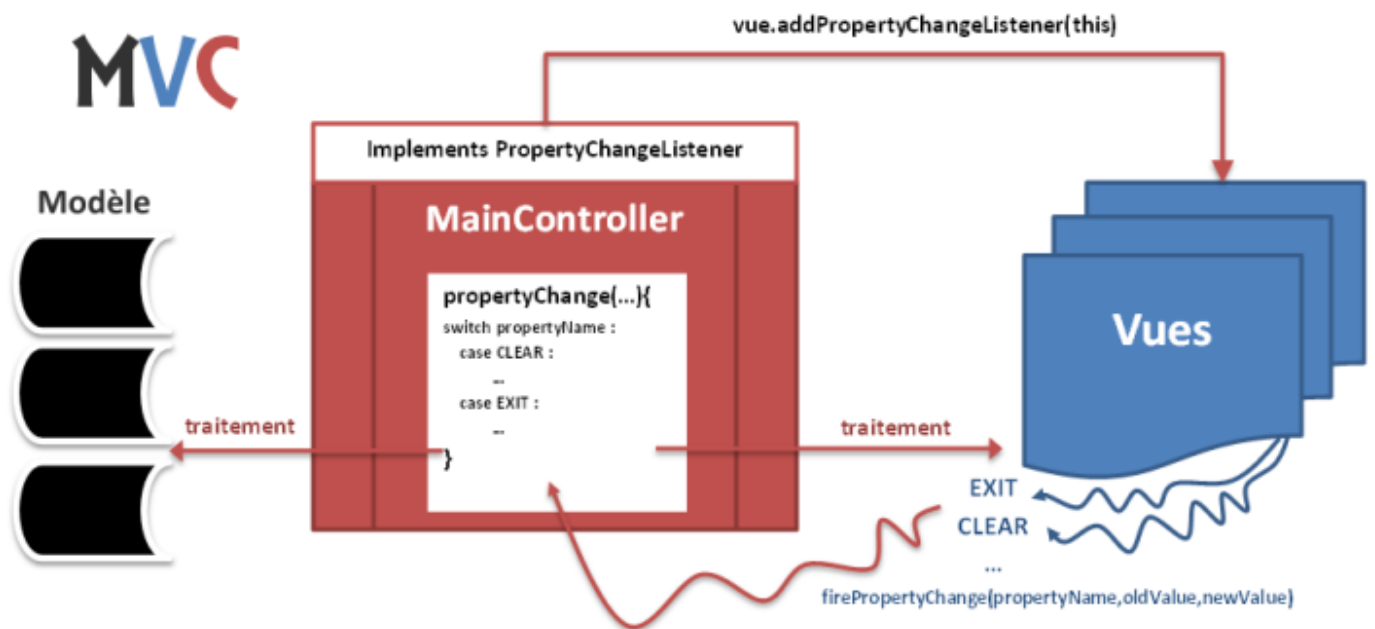 vue.addPropertyChangeListener(this)
MVC
Implements PropertyChangeListener
Modèle
MainController
propertyChange(...){
switch propertyName :
case CLEAR :
...
case EXIT :
...
}
Vues
traitement
traitement
EXIT
CLEAR
...
firePropertyChange(propertyName,oldValue,newValue)